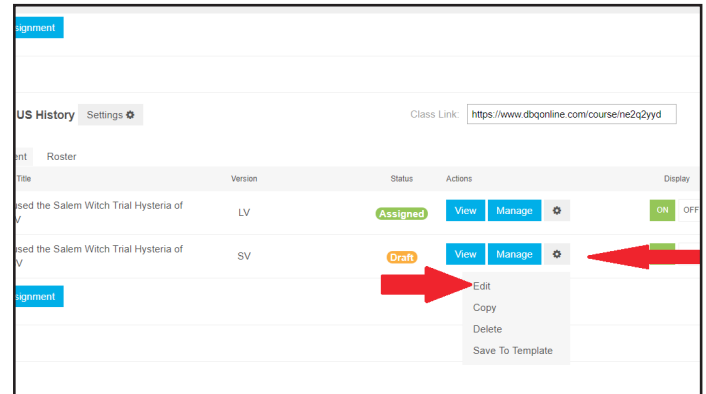 ssignment
US History Settings Class Link: https://www.dbqonline.com/course/ne2q2yyd
ent Roster
Title Version Status Actions Display
used the Salem Witch Trial Hysteria of
V LV Assigned View Manage ON OFF
used the Salem Witch Trial Hysteria of
V SV Draft View Manage
Edit
ssignment
Copy
Delete
Save To Template